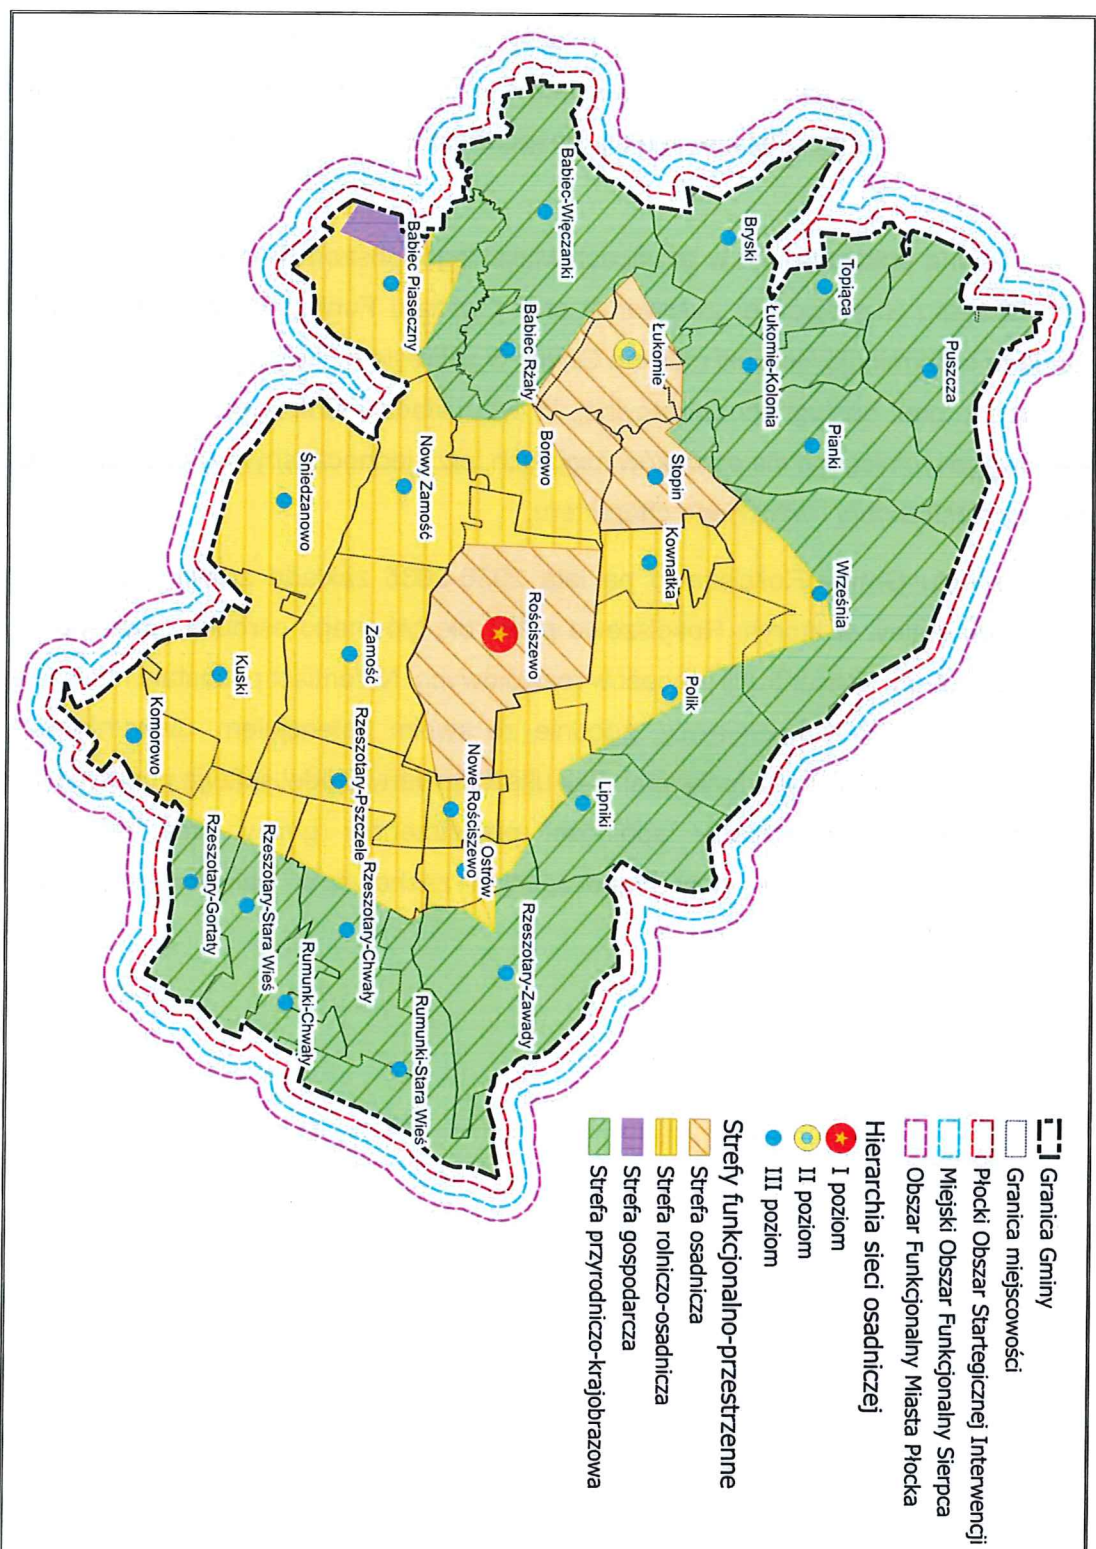 Granica Gminy
Granica miejscowości
Płocki Obszar Startegicznej Interwencji
Miejski Obszar Funkcjonalny Sierpca
Obszar Funkcjonalny Miasta Płocka
Hierarchia sieci osadniczej
I poziom
II poziom
III poziom
Strefy funkcjonalno-przestrzenne
Strefa osadnicza
Strefa rolniczo-osadnicza
Strefa gospodarcza
Strefa przyrodniczo-krajobrazowa
Puszcza
Topiąca
Września
Pianki
Łukomie-Kolonia
Bryski
Polik
Stopin
Kownatka
Łukomie
Lipniki
Babiec-Więczanki
Borowo
Rościszewo
Babiec Rżały
Rzeszotary-Zawady
Ostrów
Nowe Rościszewo
Nowy Zamość
Rumunki-Stara Wieś
Babiec Piaseczny
Zamość
Rzeszotary-Chwały
Rzeszotary-Pszczele
Śniedzanowo
Rumunki-Chwały
Rzeszotary-Stara Wieś
Kuski
Rzeszotary-Gortaty
Komorowo